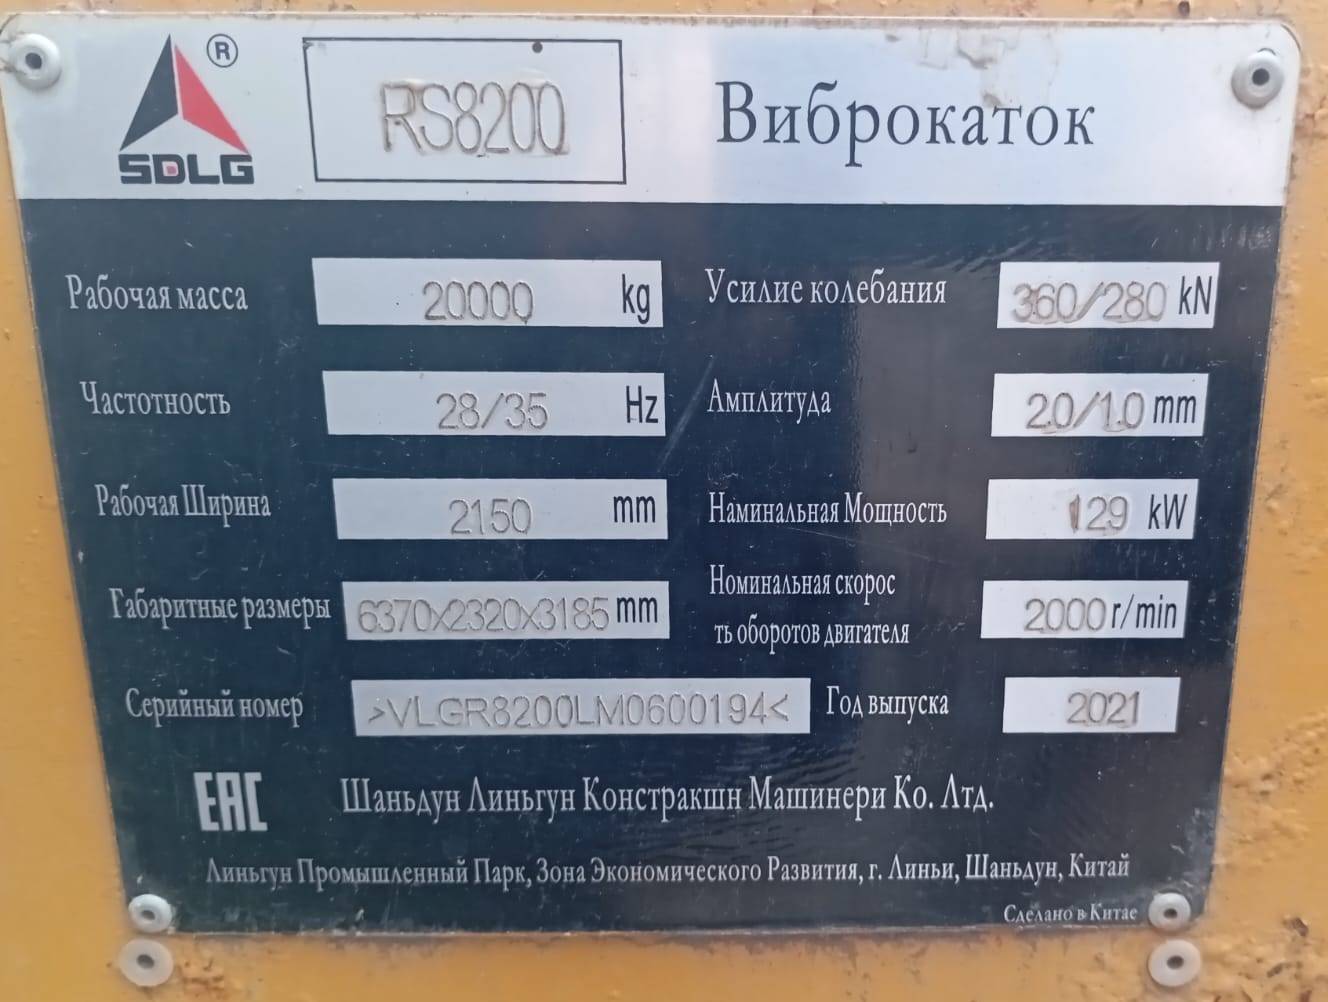 SDLG ® RS8200 Виброкаток
Рабочая масса 20000 kg Усилие колебания 360/280 kN
Частотность 28/35 Hz Амплитуда 2.0/1.0 mm
Рабочая Ширина 2150 mm Наминальная Мощность 129 kW
Габаритные размеры 6370x2320x3185 mm Номинальная скорос
ть оборотов двигателя 2000 r/min
Серийный номер >VLGR8200LM0600194< Год выпуска 2021
EAC Шаньдун Линьгун Констракшн Машинери Ко. Лтд.
Линьгун Промышленный Парк, Зона Экономического Развития, г. Линьи, Шаньдун, Китай
Сделано в Китае